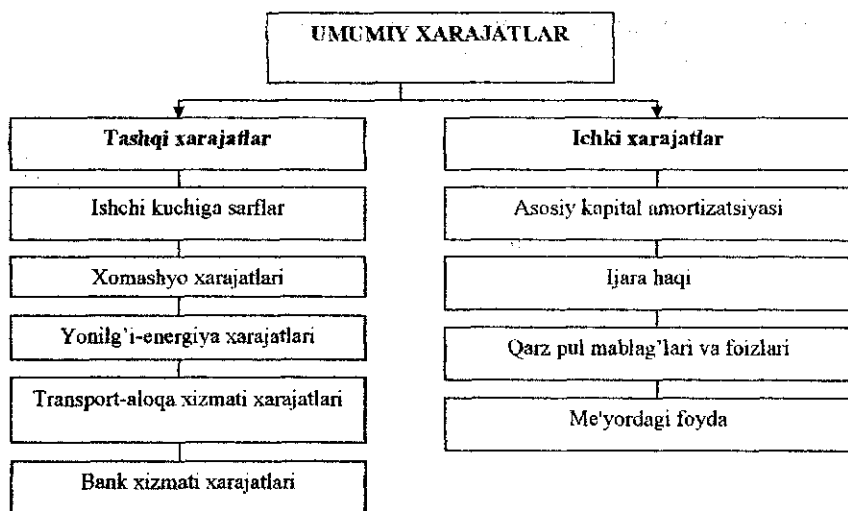 UMUMIY XARAJATLAR
Tashqi xarajatlar
Ishchi kuchiga sarflar
Xomashyo xarajatlari
Yonilg'i-energiya xarajatlari
Transport-aloqa xizmati xarajatlari
Bank xizmati xarajatlari
Ichki xarajatlar
Asosiy kapital amortizatsiyasi
Ijara haqi
Qarz pul mablag'lari va foizlari
Me'yordagi foyda